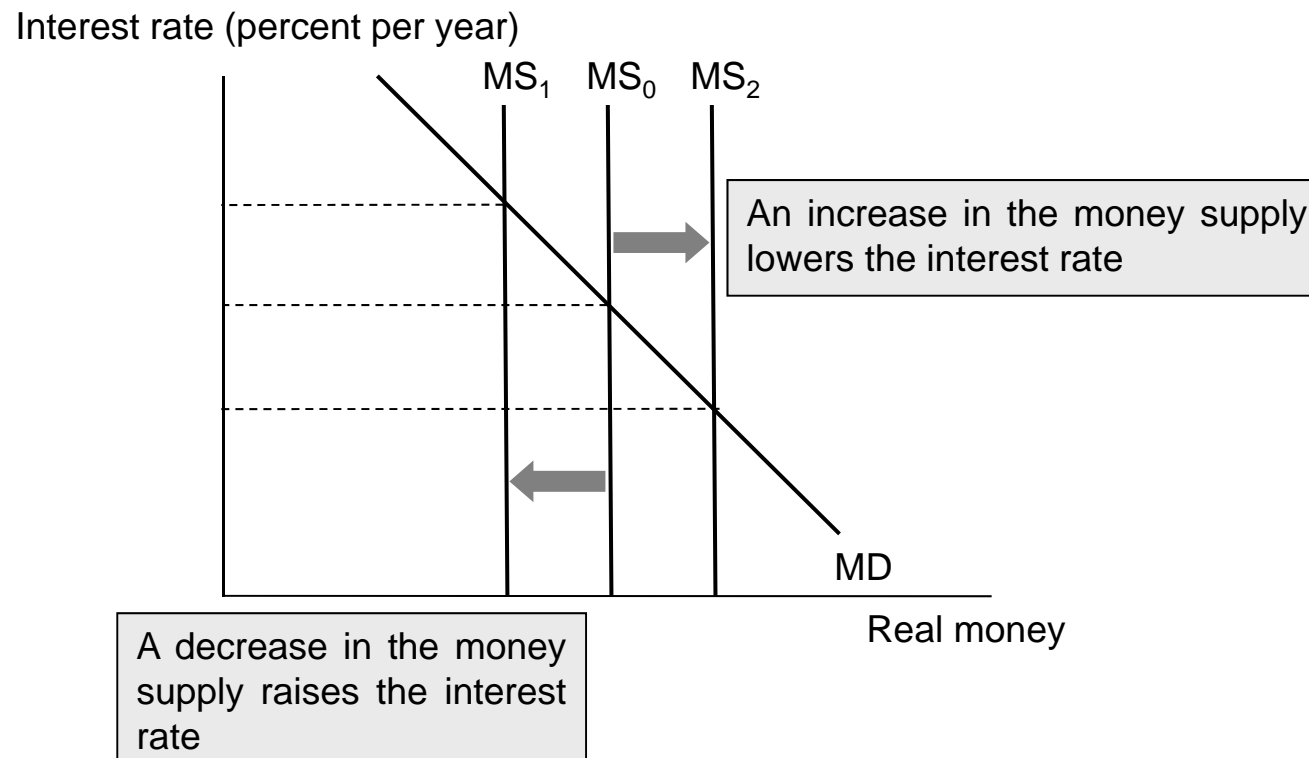 Interest rate (percent per year)
MS₁ MS₀ MS₂
An increase in the money supply
lowers the interest rate
MD
Real money
A decrease in the money
supply raises the interest
rate